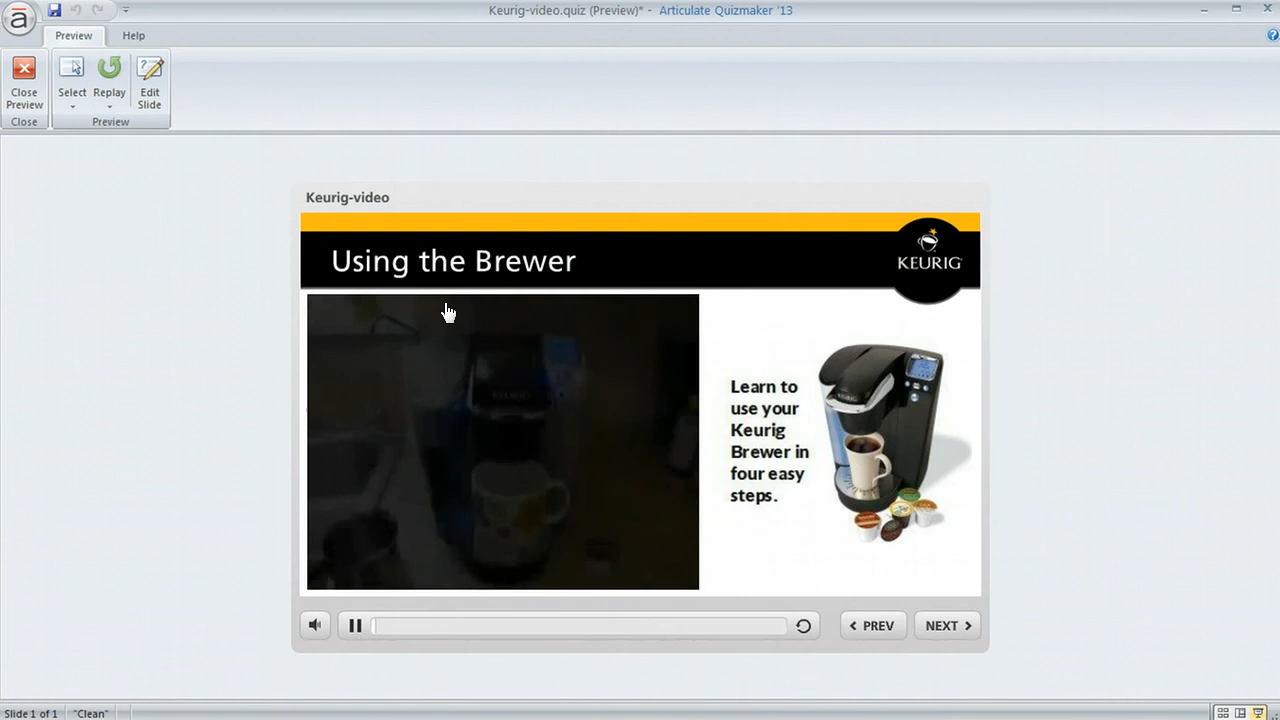 Keurig-video.quiz (Preview)* - Articulate Quizmaker '13
Preview Help
Close Preview
Select
Replay
Edit Slide
Close
Preview
Keurig-video
Using the Brewer
KEURIG
Learn to
use your
Keurig
Brewer in
four easy
steps.
PREV
NEXT
Slide 1 of 1 "Clean"